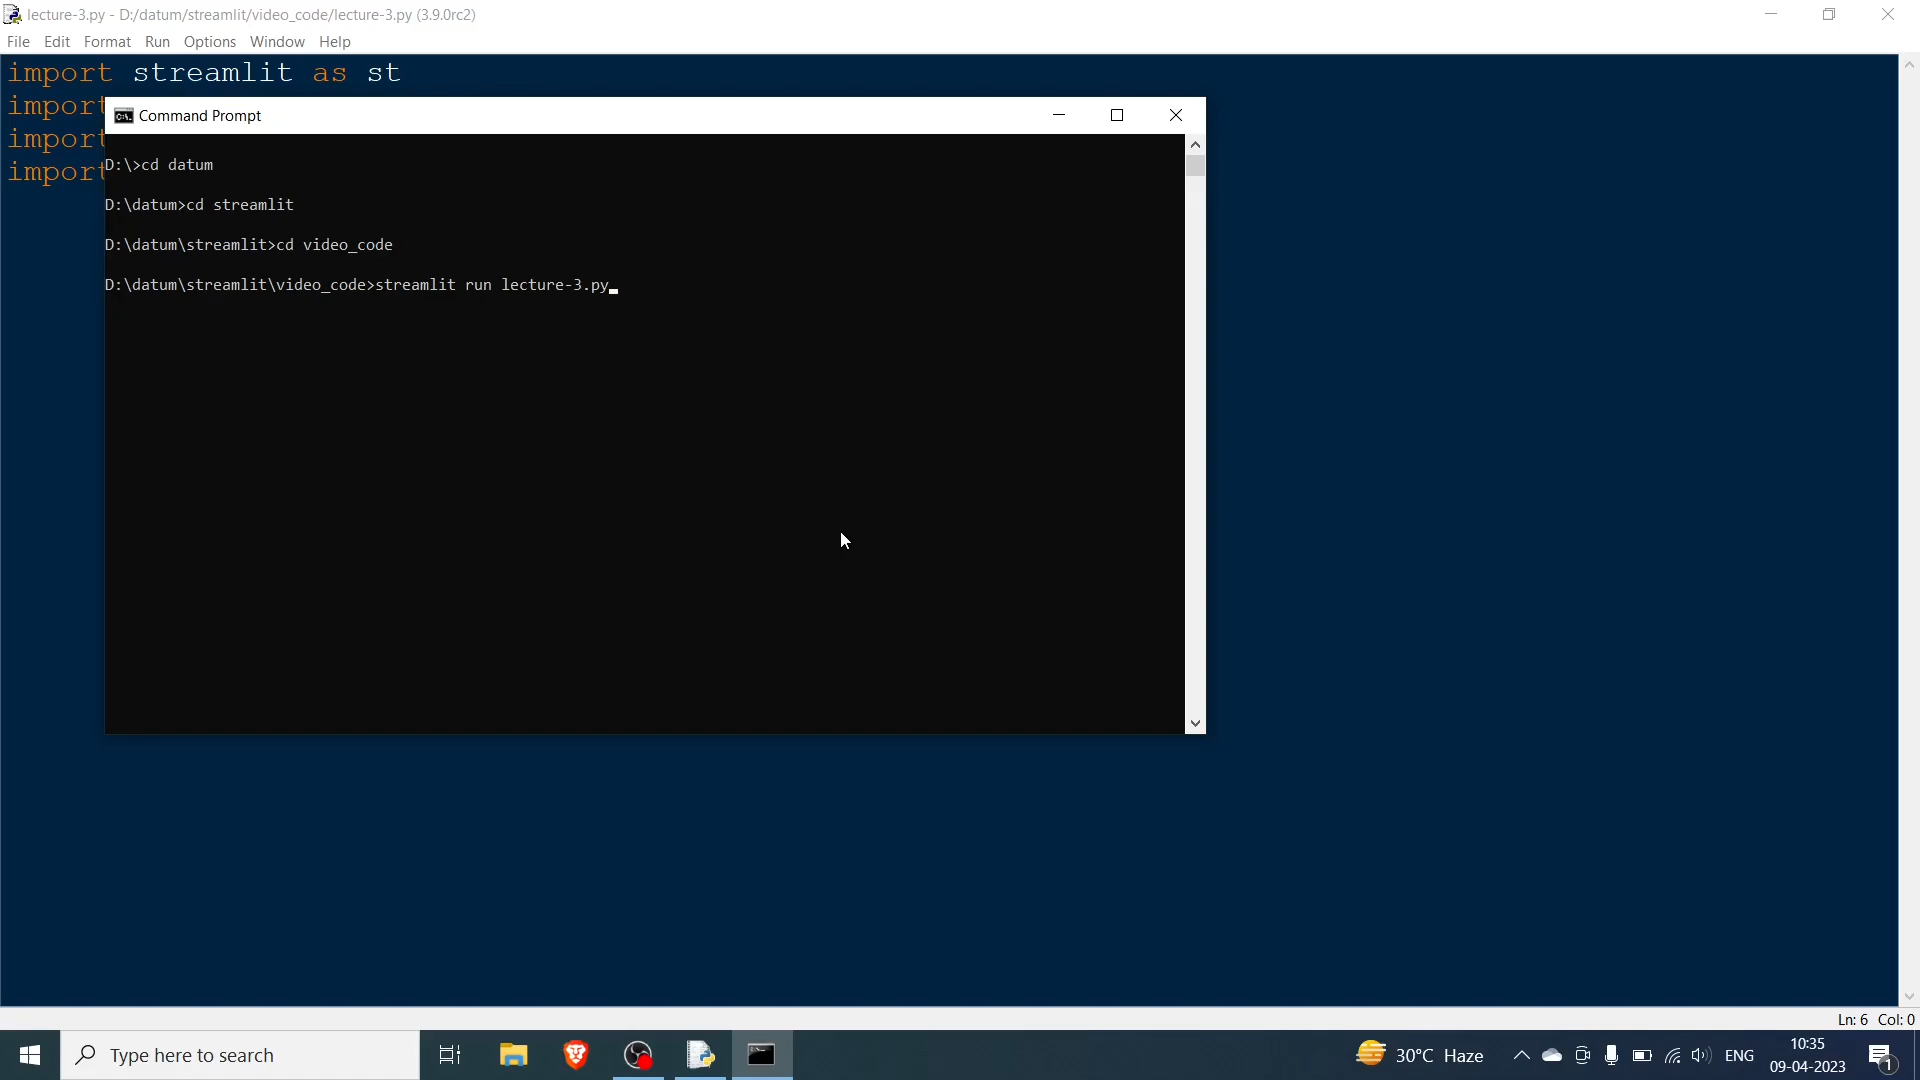 lecture-3.py - D:/datum/streamlit/video_code/lecture-3.py (3.9.0rc2)
File Edit Format Run Options Window Help
import streamlit as st
import
import
import
Command Prompt
D:\>cd datum
D:\datum>cd streamlit
D:\datum\streamlit>cd video_code
D:\datum\streamlit\video_code>streamlit run lecture-3.py
Ln: 6 Col: 0
Type here to search
30°C Haze
ENG
10:35
09-04-2023
1